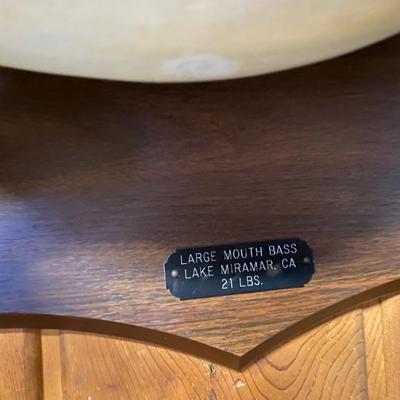 LARGE MOUTH BASS
LAKE MIRAMAR, CA
21 LBS.